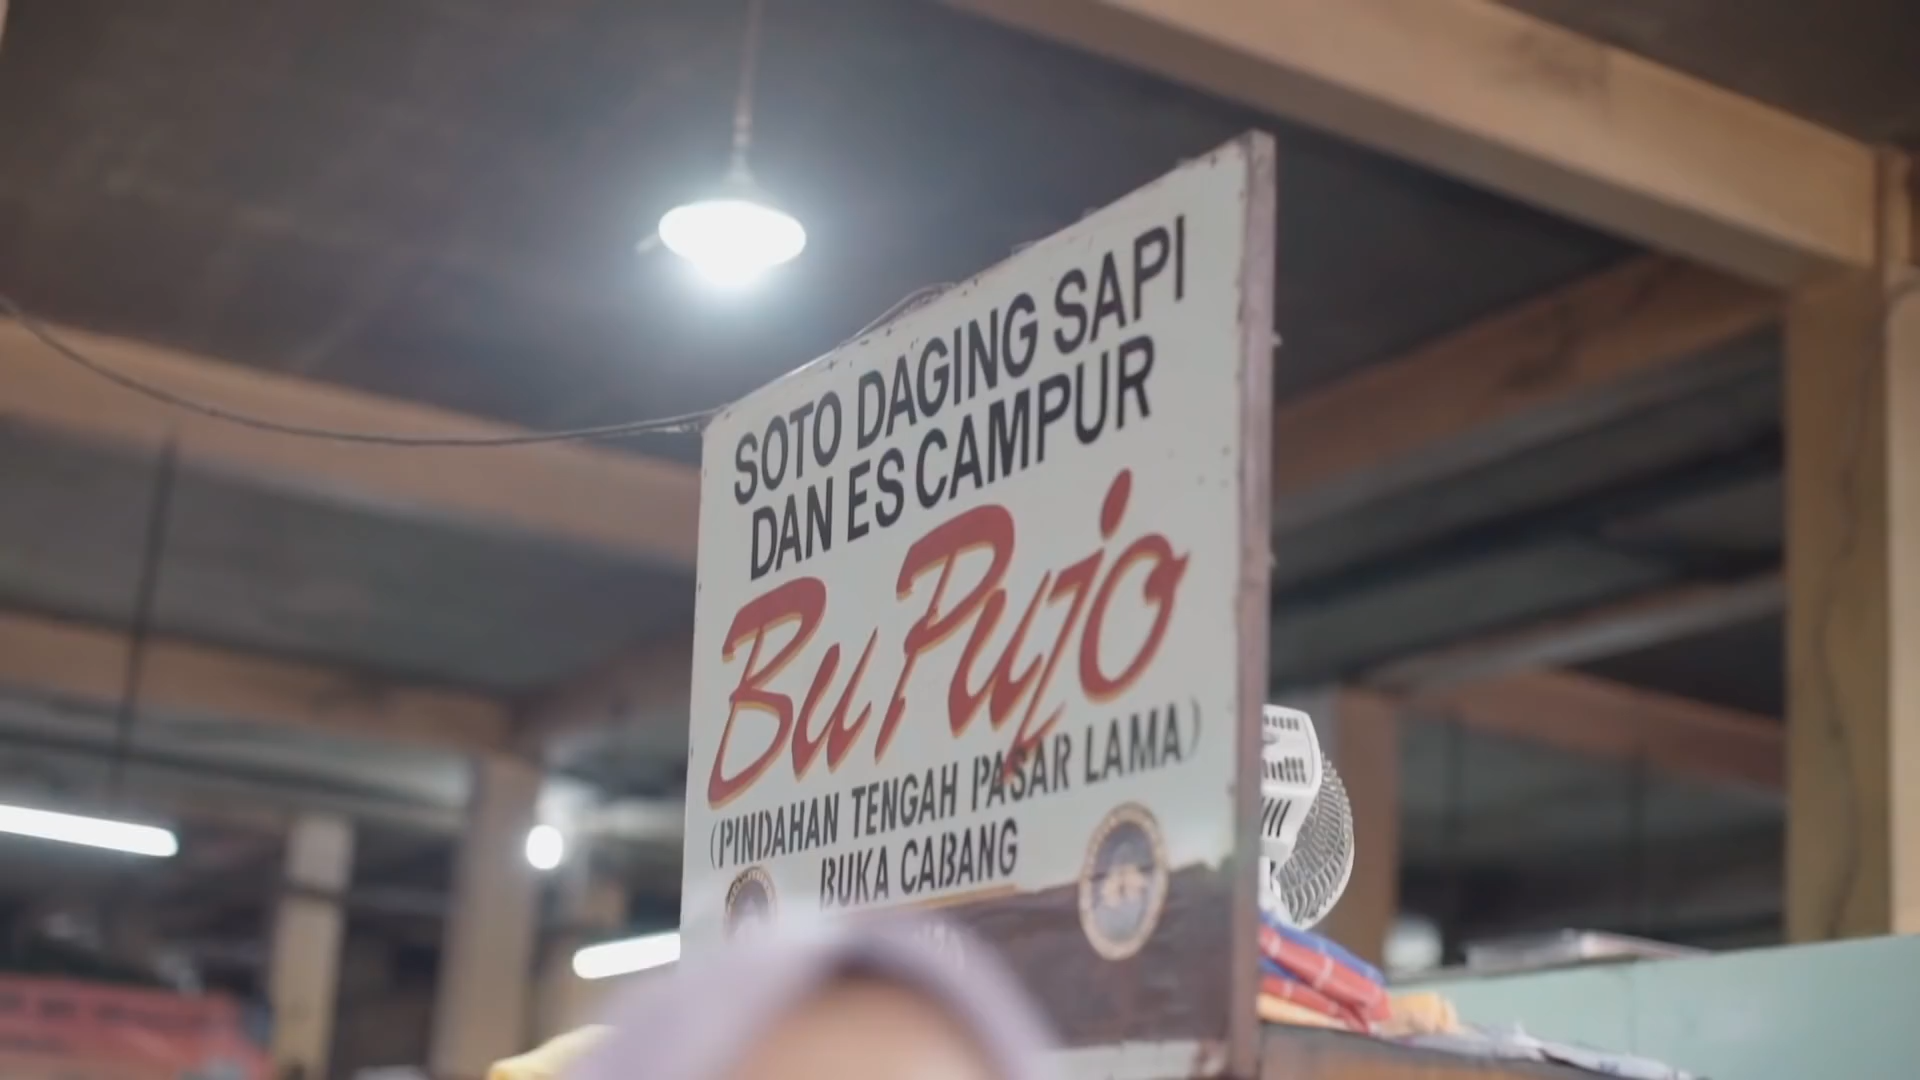 SOTO DAGING SAPI
DAN ES CAMPUR
Bu Pujo
(PINDAHAN TENGAH PASAR LAMA)
BUKA CABANG